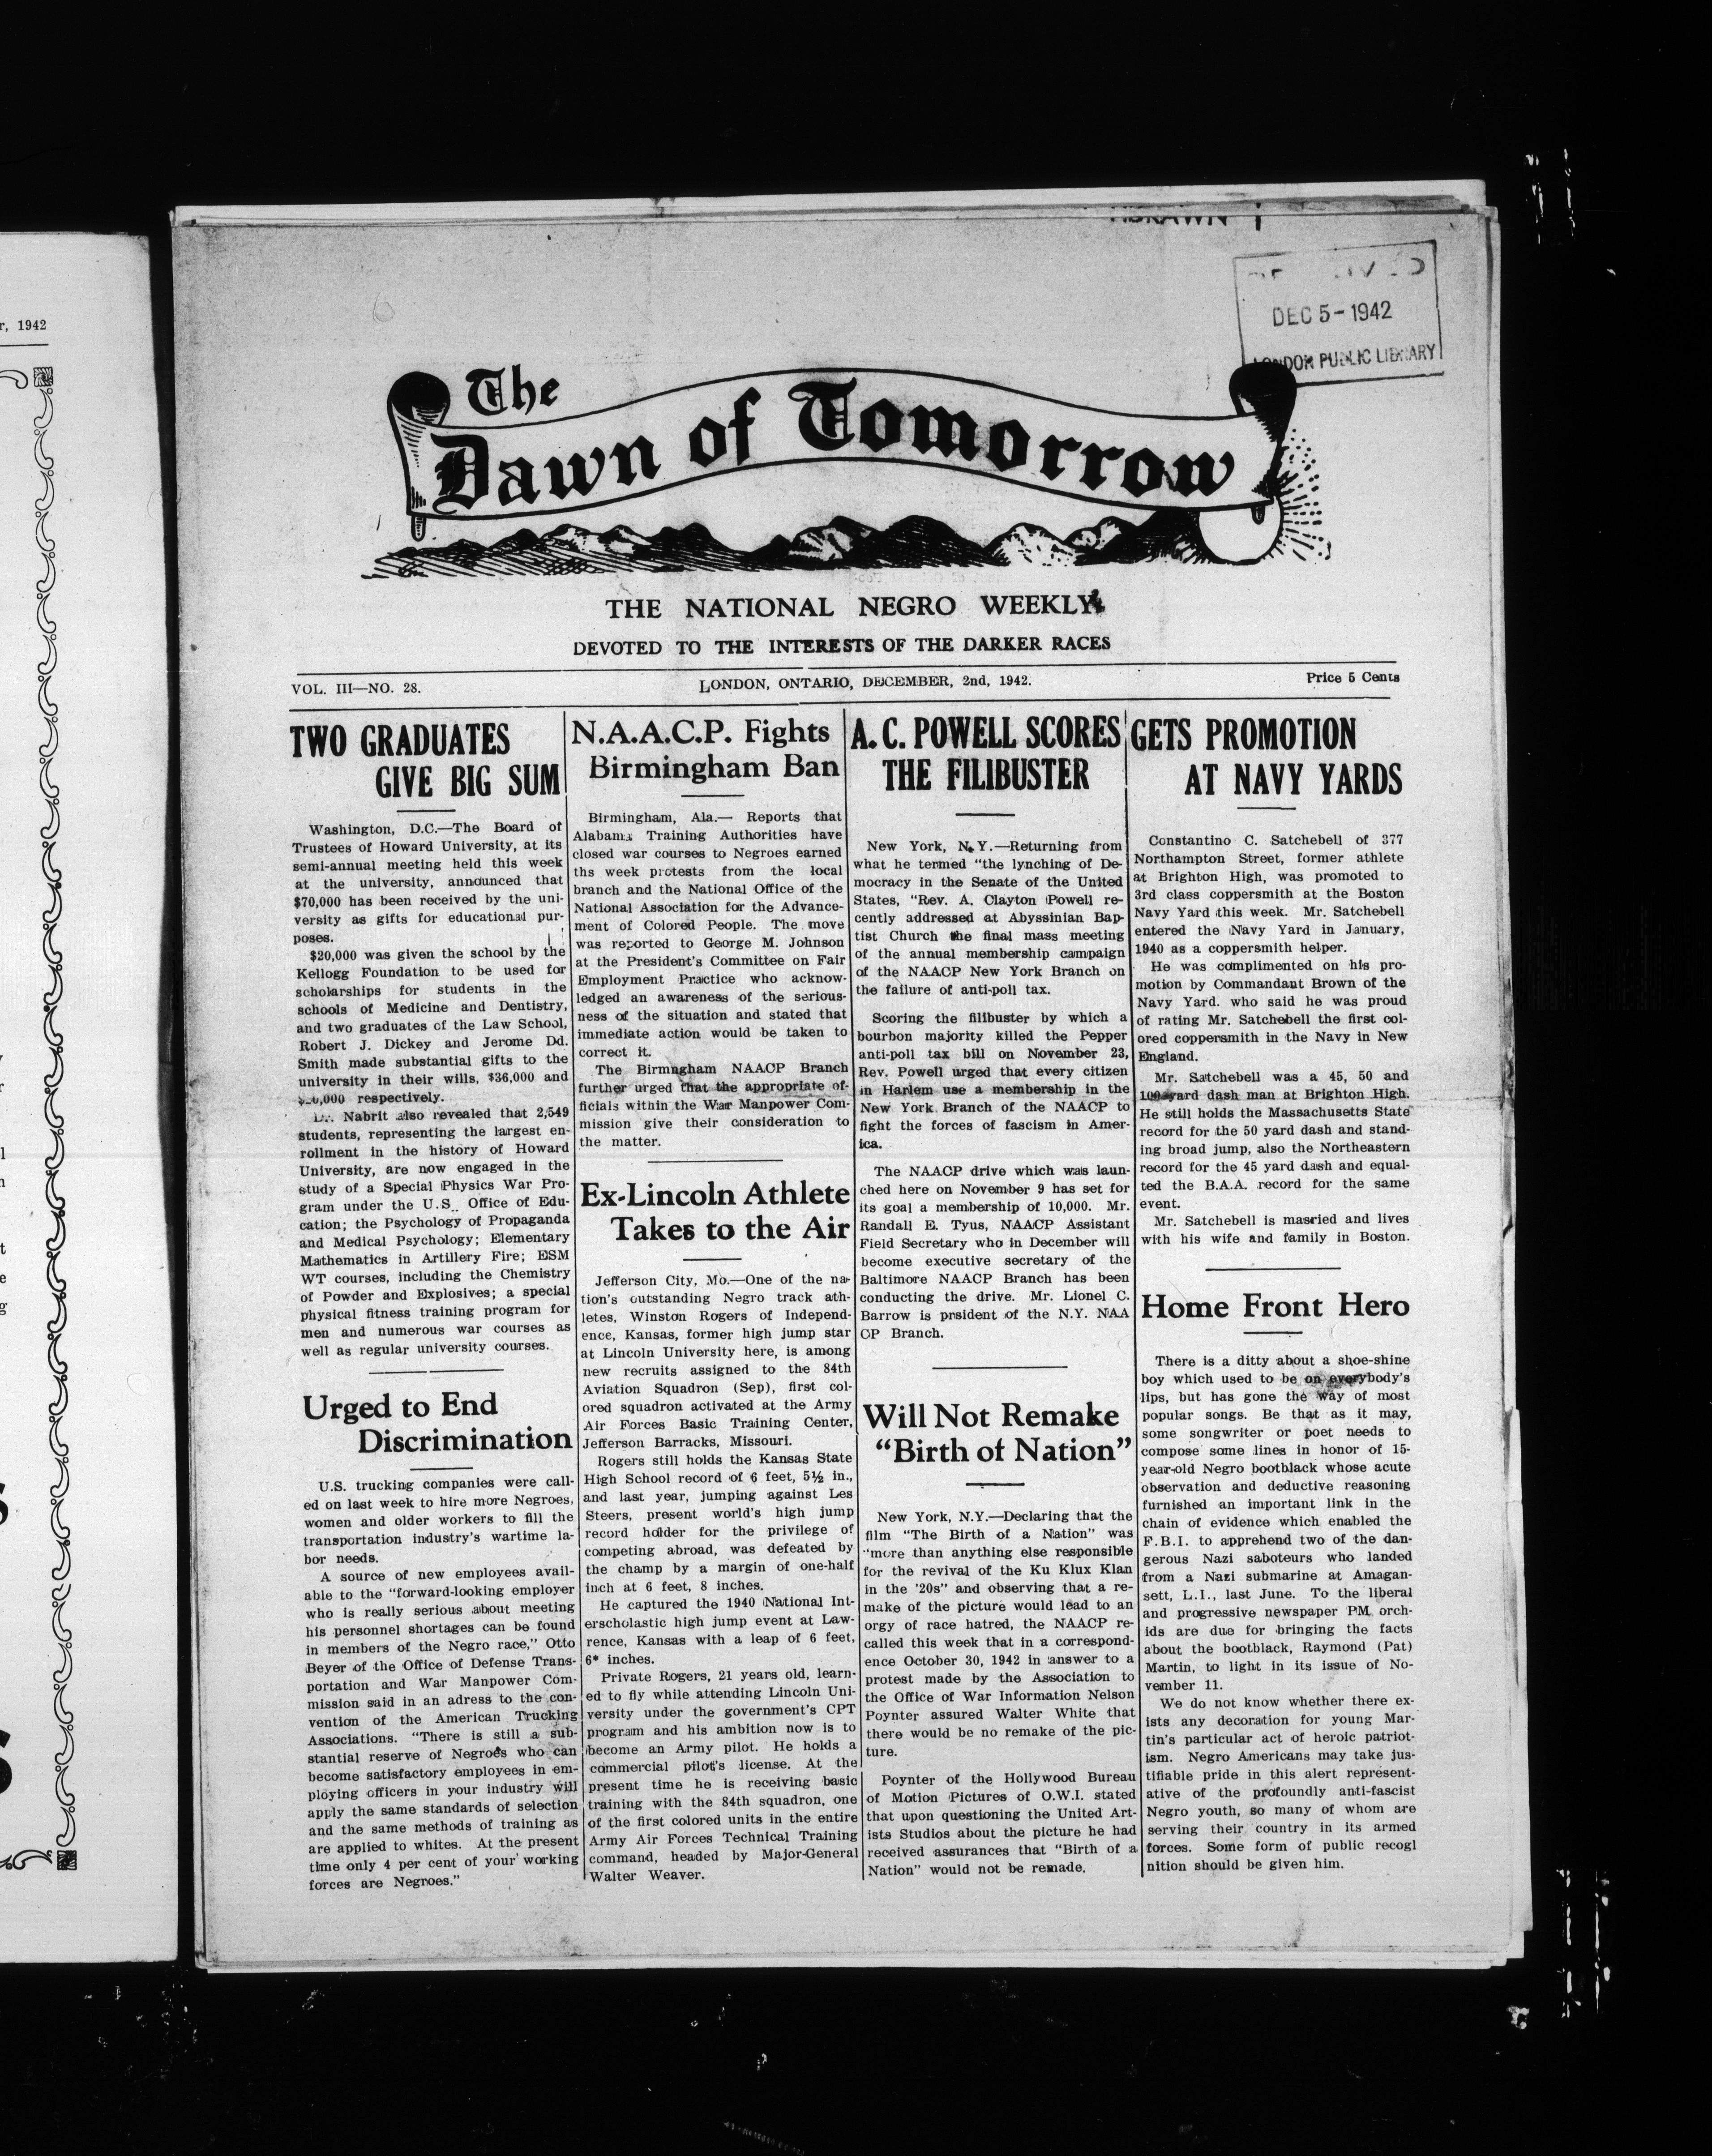 r, 1942
DEC 5-1942
LONDON PUBLIC LIBRARY
The
Dawn of Tomorrow
THE NATIONAL NEGRO WEEKLY
DEVOTED TO THE INTERESTS OF THE DARKER RACES
VOL. III—NO. 28.
LONDON, ONTARIO, DECEMBER, 2nd, 1942.
Price 5 Cents
TWO GRADUATES
GIVE BIG SUM
Washington, D.C.—The Board of
Trustees of Howard University, at its
semi-annual meeting held this week
at the university, announced that
$70,000 has been received by the uni-
versity as gifts for educational pur-
poses.
$20,000 was given the school by the
Kellogg Foundation to be used for
scholarships for students in the
schools of Medicine and Dentistry,
and two graduates of the Law School,
Robert J. Dickey and Jerome Dd.
Smith made substantial gifts to the
university in their wills, $36,000 and
respectively.
Nabrit also revealed that 2,549
students, representing the largest en-
rollment in the history of Howard
University, are now engaged in the
study of a Special Physics War Pro-
gram under the U.S. Office of Edu-
cation; the Psychology of Propaganda
and Medical Psychology; Elementary
Mathematics in Artillery Fire; ESM
WT courses, including the Chemistry
of Powder and Explosives; a special
physical fitness training program for
men and numerous war courses as
well as regular university courses.
Urged to End
Discrimination
U.S. trucking companies were call-
ed on last week to hire more Negroes,
women and older workers to fill the
transportation industry's wartime la-
bor needs.
A source of new employees avail-
able to the "forward-looking employer
who is really serious about meeting
his personnel shortages can be found
in members of the Negro race," Otto
Beyer of the Office of Defense Trans-
portation and War Manpower Com-
mission said in an adress to the con-
vention of the American Trucking
Associations. "There is still a sub-
stantial reserve of Negroes who can
become satisfactory employees in em-
ploying officers in your industry will
apply the same standards of selection
and the same methods of training as
are applied to whites. At the present
time only 4 per cent of your working
forces are Negroes."
N.A.A.C.P. Fights
Birmingham Ban
Birmingham, Ala.— Reports that
Alabama Training Authorities have
closed war courses to Negroes earned
ths week protests from the local
branch and the National Office of the
National Association for the Advance-
ment of Colored People. The move
was reported to George M. Johnson
at the President's Committee on Fair
Employment Practice who acknow-
ledged an awareness of the serious-
ness of the situation and stated that
immediate action would be taken to
correct it.
The Birmngham NAACP Branch
further urged that the appropriate of-
ficials within the War Manpower Com-
mission give their consideration to
the matter.
Ex-Lincoln Athlete
Takes to the Air
Jefferson City, Mo.—One of the na-
tion's outstanding Negro track ath-
letes, Winston Rogers of Independ-
ence, Kansas, former high jump star
at Lincoln University here, is among
new recruits assigned to the 84th
Aviation Squadron (Sep), first col-
ored squadron activated at the Army
Air Forces Basic Training Center,
Jefferson Barracks, Missouri.
Rogers still holds the Kansas State
High School record of 6 feet, 5½ in.,
and last year, jumping against Les
Steers, present world's high jump
record holder for the privilege of
competing abroad, was defeated by
the champ by a margin of one-half
inch at 6 feet, 8 inches.
He captured the 1940 National Int-
erscholastic high jump event at Law-
rence, Kansas with a leap of 6 feet,
6* inches.
Private Rogers, 21 years old, learn-
ed to fly while attending Lincoln Uni-
versity under the government's CPT
program and his ambition now is to
become an Army pilot. He holds a
commercial pilot's license. At the
present time he is receiving basic
training with the 84th squadron, one
of the first colored units in the entire
Army Air Forces Technical Training
command, headed by Major-General
Walter Weaver.
A. C. POWELL SCORES
THE FILIBUSTER
New York, N.Y.—Returning from
what he termed "the lynching of De-
mocracy in the Senate of the United
States, "Rev. A. Clayton Powell re-
cently addressed at Abyssinian Bap-
tist Church the final mass meeting
of the annual membership campaign
of the NAACP New York Branch on
the failure of anti-poll tax.
Scoring the filibuster by which a
bourbon majority killed the Pepper
anti-poll tax bill on November 23,
Rev. Powell urged that every citizen
in Harlem use a membership in the
New York Branch of the NAACP to
fight the forces of fascism in Amer-
ica.
The NAACP drive which was laun-
ched here on November 9 has set for
its goal a membership of 10,000. Mr.
Randall E. Tyus, NAACP Assistant
Field Secretary who in December will
become executive secretary of the
Baltimore NAACP Branch has been
conducting the drive. Mr. Lionel C.
Barrow is prsident of the N.Y. NAA
CP Branch.
Will Not Remake
"Birth of Nation"
New York, N.Y.—Declaring that the
film "The Birth of a Nation" was
"more than anything else responsible
for the revival of the Ku Klux Klan
in the '20s" and observing that a re-
make of the picture would lead to an
orgy of race hatred, the NAACP re-
called this week that in a correspond-
ence October 30, 1942 in answer to a
protest made by the Association to
the Office of War Information Nelson
Poynter assured Walter White that
there would be no remake of the pic-
ture.
Poynter of the Hollywood Bureau
of Motion Pictures of O.W.I. stated
that upon questioning the United Art-
ists Studios about the picture he had
received assurances that "Birth of a
Nation" would not be remade.
GETS PROMOTION
AT NAVY YARDS
Constantino C. Satchebell of 377
Northampton Street, former athlete
at Brighton High, was promoted to
3rd class coppersmith at the Boston
Navy Yard this week. Mr. Satchebell
entered the Navy Yard in January,
1940 as a coppersmith helper.
He was complimented on his pro-
motion by Commandant Brown of the
Navy Yard. who said he was proud
of rating Mr. Satchebell the first col-
ored coppersmith in the Navy in New
England.
Mr. Satchebell was a 45, 50 and
100-yard dash man at Brighton High.
He still holds the Massachusetts State
record for the 50 yard dash and stand-
ing broad jump, also the Northeastern
record for the 45 yard dash and equal-
ted the B.A.A. record for the same
event.
Mr. Satchebell is masried and lives
with his wife and family in Boston.
Home Front Hero
There is a ditty about a shoe-shine
boy which used to be on everybody's
lips, but has gone the way of most
popular songs. Be that as it may,
some songwriter or poet needs to
compose some lines in honor of 15-
year-old Negro bootblack whose acute
observation and deductive reasoning
furnished an important link in the
chain of evidence which enabled the
F.B.I. to apprehend two of the dan-
gerous Nazi saboteurs who landed
from a Nazi submarine at Amagan-
sett, L.I., last June. To the liberal
and progressive newspaper PM orch-
ids are due for bringing the facts
about the bootblack, Raymond (Pat)
Martin, to light in its issue of No-
vember 11.
We do not know whether there ex-
ists any decoration for young Mar-
tin's particular act of heroic patriot-
ism. Negro Americans may take jus-
tifiable pride in this alert represent-
ative of the profoundly anti-fascist
Negro youth, so many of whom are
serving their country in its armed
forces. Some form of public recogl
nition should be given him.